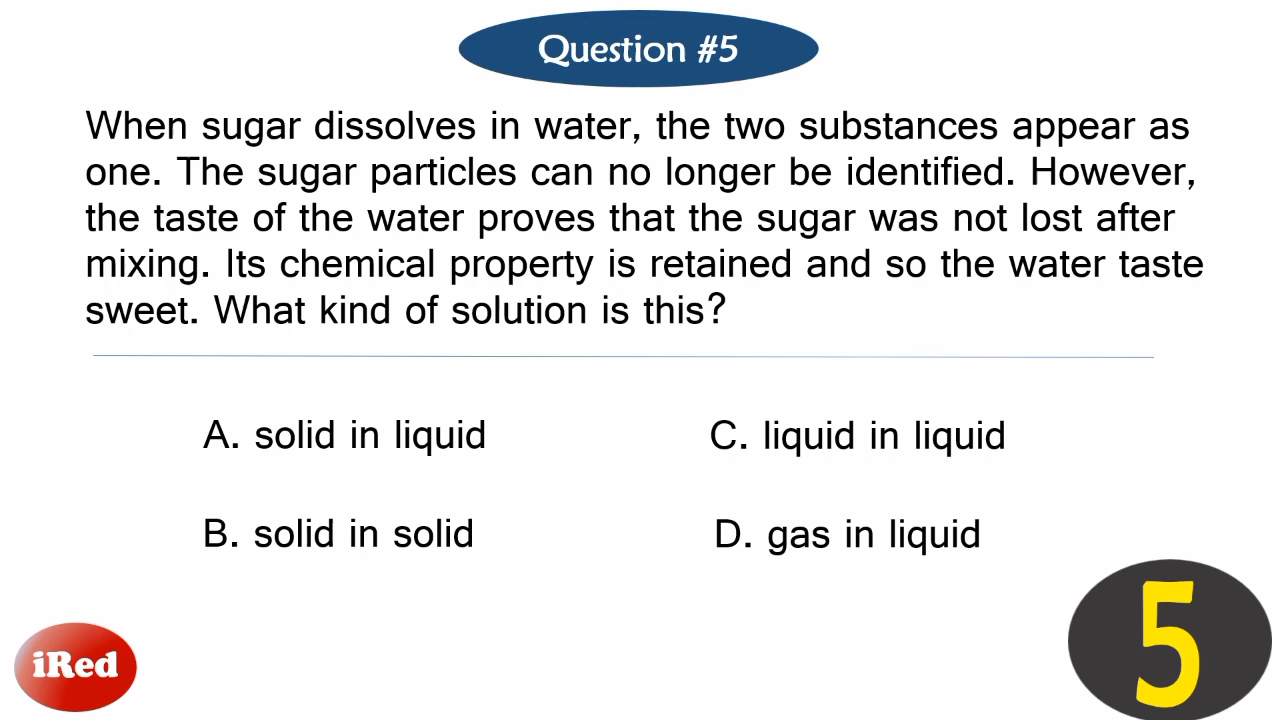 Question #5
When sugar dissolves in water, the two substances appear as
one. The sugar particles can no longer be identified. However,
the taste of the water proves that the sugar was not lost after
mixing. Its chemical property is retained and so the water taste
sweet. What kind of solution is this?
A. solid in liquid
C. liquid in liquid
B. solid in solid
D. gas in liquid
iRed
5